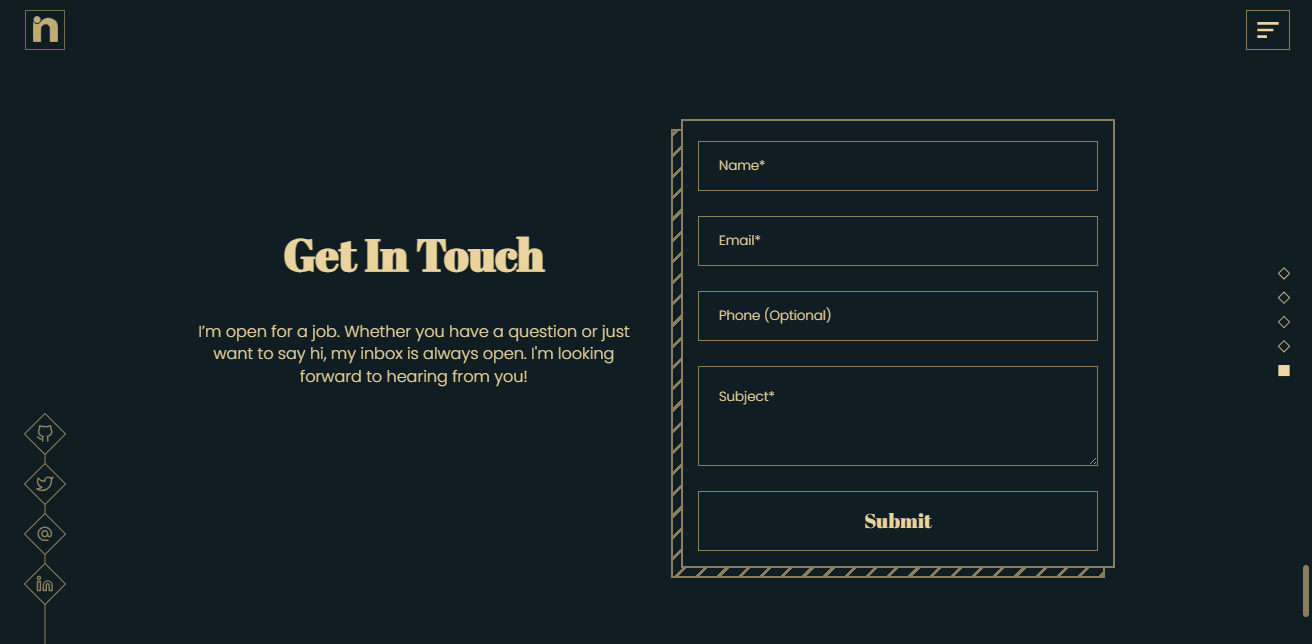 n
Get In Touch
I’m open for a job. Whether you have a question or just
want to say hi, my inbox is always open. I'm looking
forward to hearing from you!
Name*
Email*
Phone (Optional)
Subject*
Submit
@
in